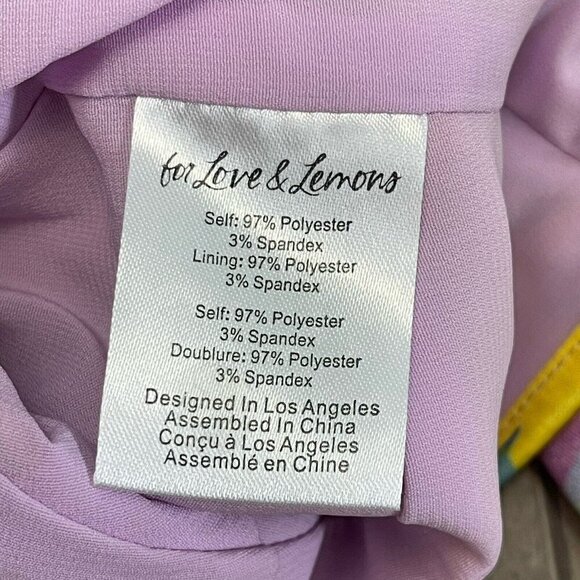 for Love & Lemons
Self: 97% Polyester
3% Spandex
Lining: 97% Polyester
3% Spandex
Self: 97% Polyester
3% Spandex
Doublure: 97% Polyester
3% Spandex
Designed In Los Angeles
Assembled In China
Conçu à Los Angeles
Assemblé en Chine